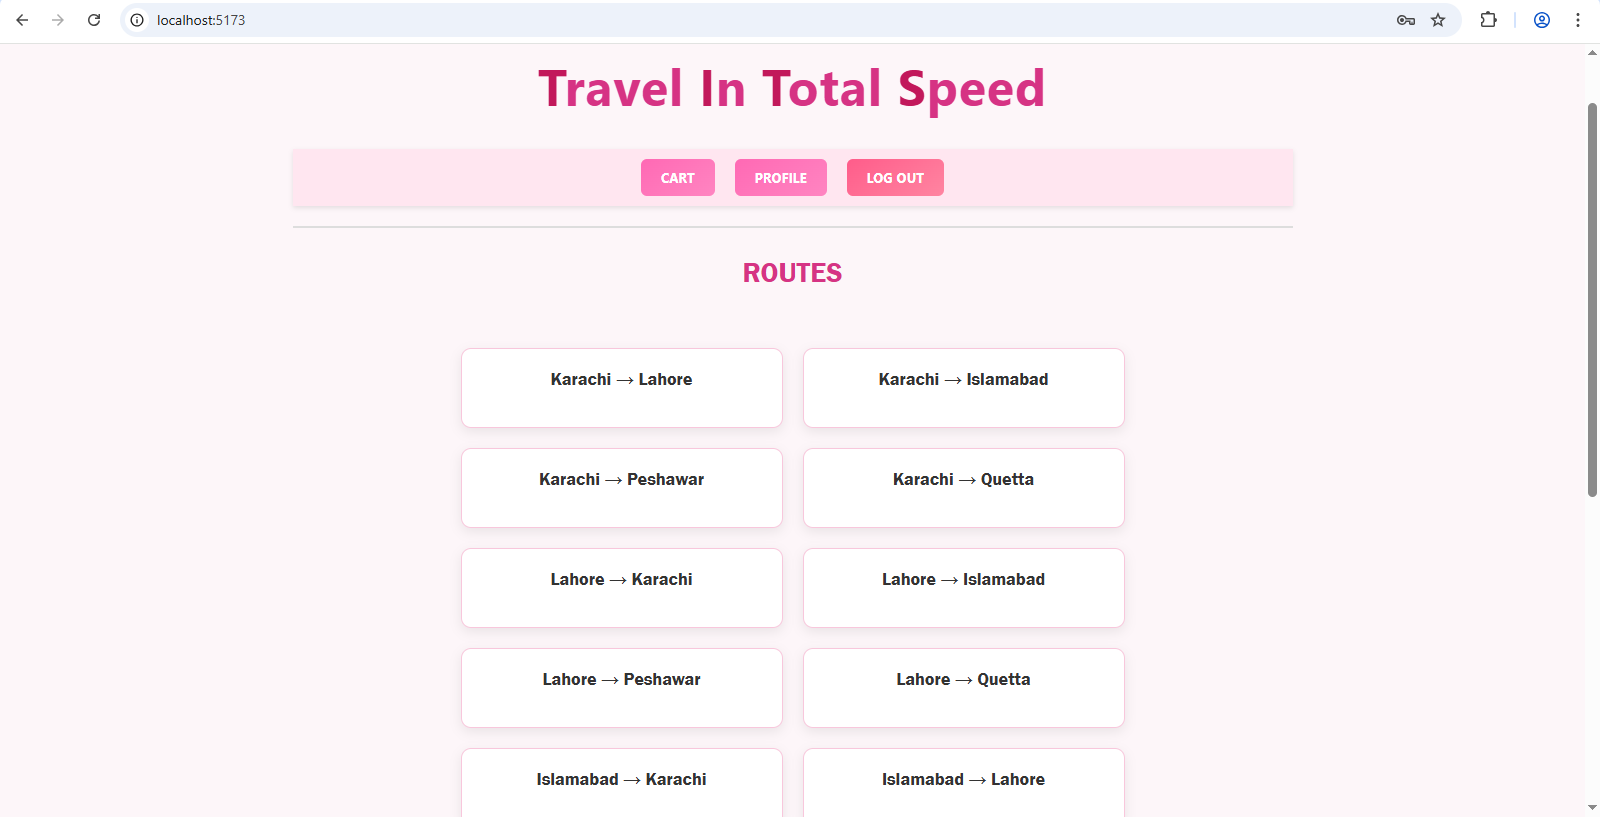 localhost:5173
Travel In Total Speed
CART PROFILE LOG OUT
ROUTES
Karachi → Lahore
Karachi → Islamabad
Karachi → Peshawar
Karachi → Quetta
Lahore → Karachi
Lahore → Islamabad
Lahore → Peshawar
Lahore → Quetta
Islamabad → Karachi
Islamabad → Lahore